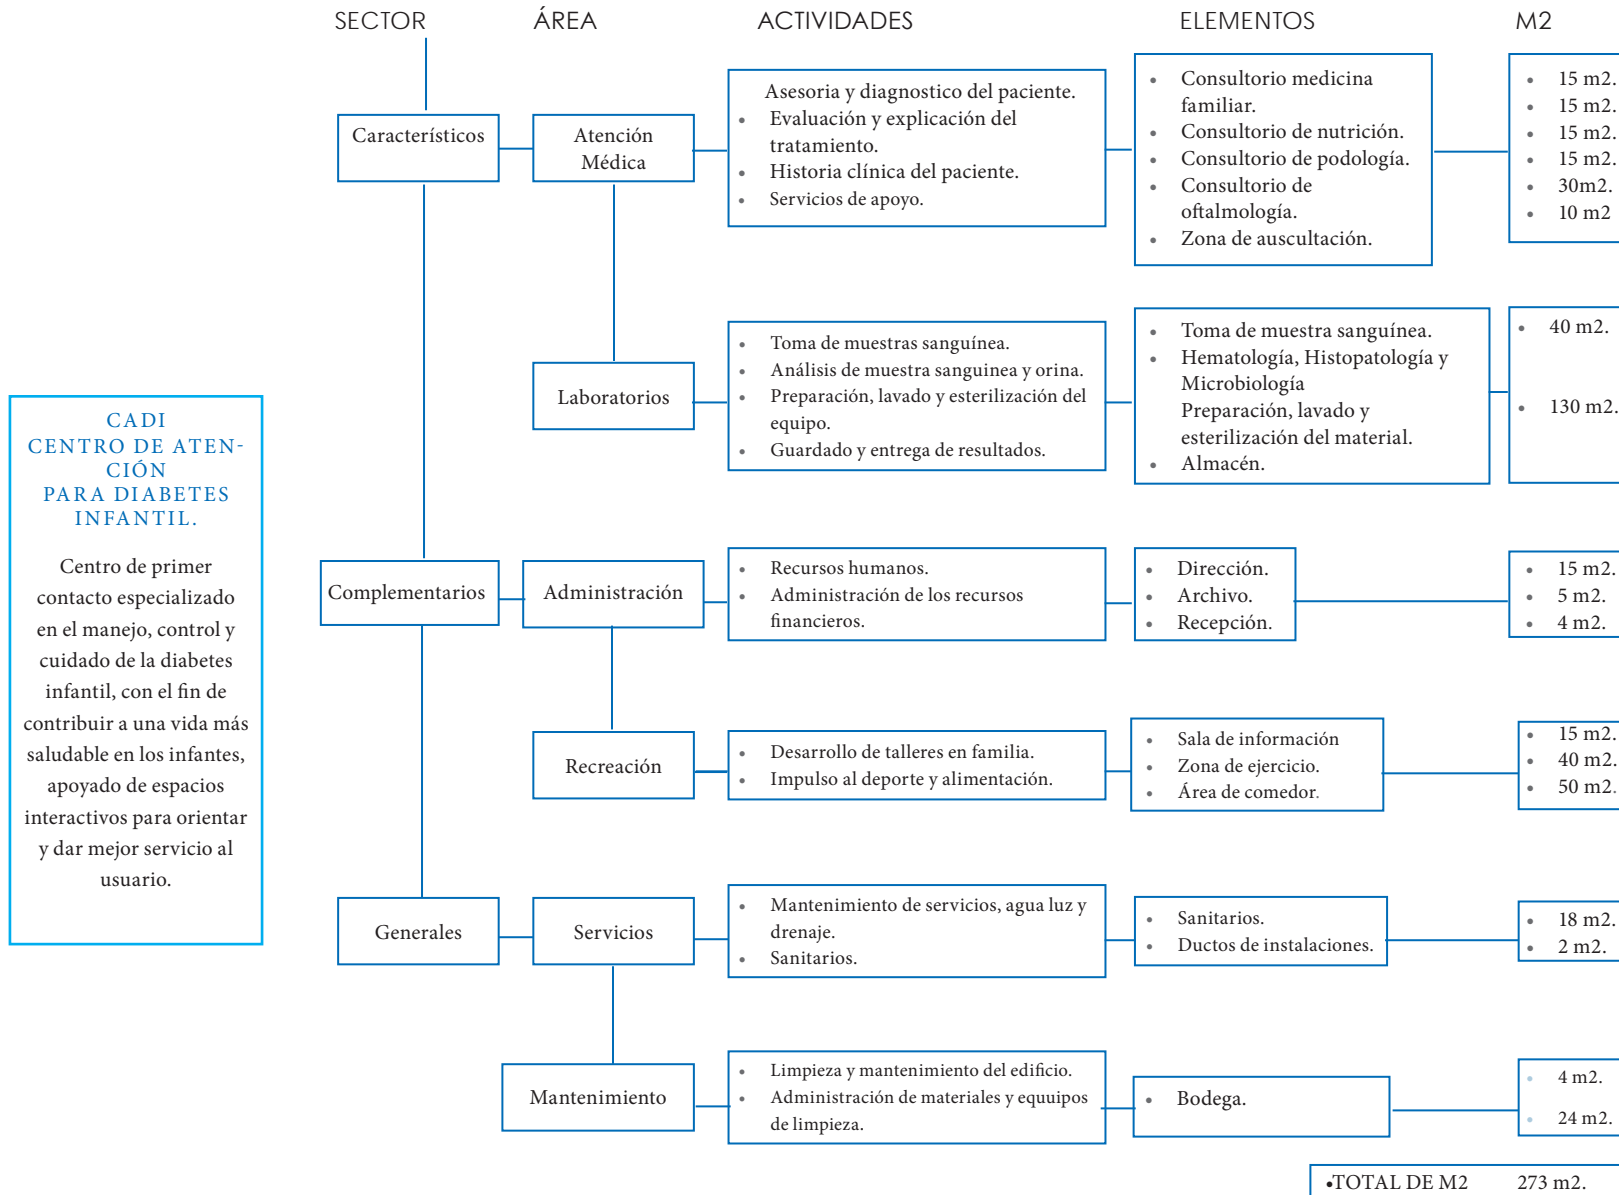 SECTOR ÁREA ACTIVIDADES ELEMENTOS M2
CADI
CENTRO DE ATEN-
CIÓN
PARA DIABETES
INFANTIL.
Centro de primer
contacto especializado
en el manejo, control y
cuidado de la diabetes
infantil, con el fin de
contribuir a una vida más
saludable en los infantes,
apoyado de espacios
interactivos para orientar
y dar mejor servicio al
usuario.
Característicos
Atención
Médica
Asesoria y diagnostico del paciente.
• Evaluación y explicación del
tratamiento.
• Historia clínica del paciente.
• Servicios de apoyo.
• Consultorio medicina
familiar.
• Consultorio de nutrición.
• Consultorio de podología.
• Consultorio de
oftalmología.
• Zona de auscultación.
• 15 m2.
• 15 m2.
• 15 m2.
• 15 m2.
• 30m2.
• 10 m2
Laboratorios
• Toma de muestras sanguínea.
• Análisis de muestra sanguinea y orina.
• Preparación, lavado y esterilización del
equipo.
• Guardado y entrega de resultados.
• Toma de muestra sanguínea.
• Hematología, Histopatología y
Microbiología
Preparación, lavado y
esterilización del material.
• Almacén.
• 40 m2.
• 130 m2.
Complementarios
Administración
• Recursos humanos.
• Administración de los recursos
financieros.
• Dirección.
• Archivo.
• Recepción.
• 15 m2.
• 5 m2.
• 4 m2.
Recreación
• Desarrollo de talleres en familia.
• Impulso al deporte y alimentación.
• Sala de información
• Zona de ejercicio.
• Área de comedor.
• 15 m2.
• 40 m2.
• 50 m2.
Generales
Servicios
• Mantenimiento de servicios, agua luz y
drenaje.
• Sanitarios.
• Sanitarios.
• Ductos de instalaciones.
• 18 m2.
• 2 m2.
Mantenimiento
• Limpieza y mantenimiento del edificio.
• Administración de materiales y equuipos
de limpieza.
• Bodega.
• 4 m2.
• 24 m2.
•TOTAL DE M2 273 m2.